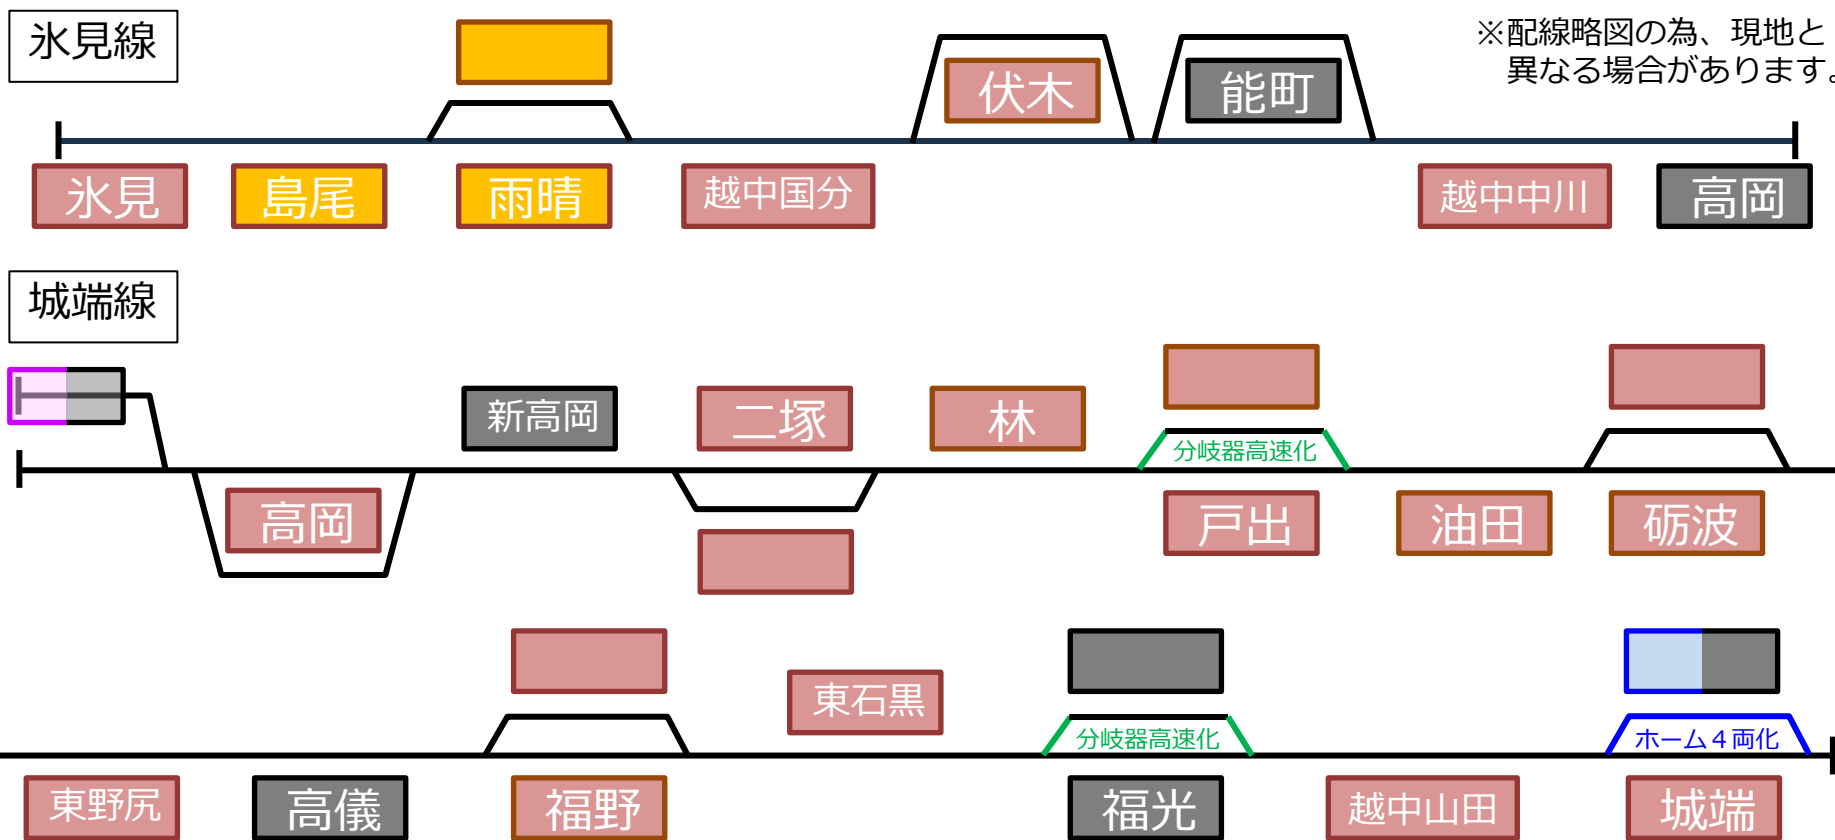 氷見線
※配線略図の為、現地と
異なる場合があります。
伏木
能町
氷見
島尾
雨晴
越中国分
越中中川
高岡
城端線
新高岡
二塚
林
分岐器高速化
高岡
戸出
油田
砺波
東石黒
分岐器高速化
ホーム４両化
東野尻
高儀
福野
福光
越中山田
城端